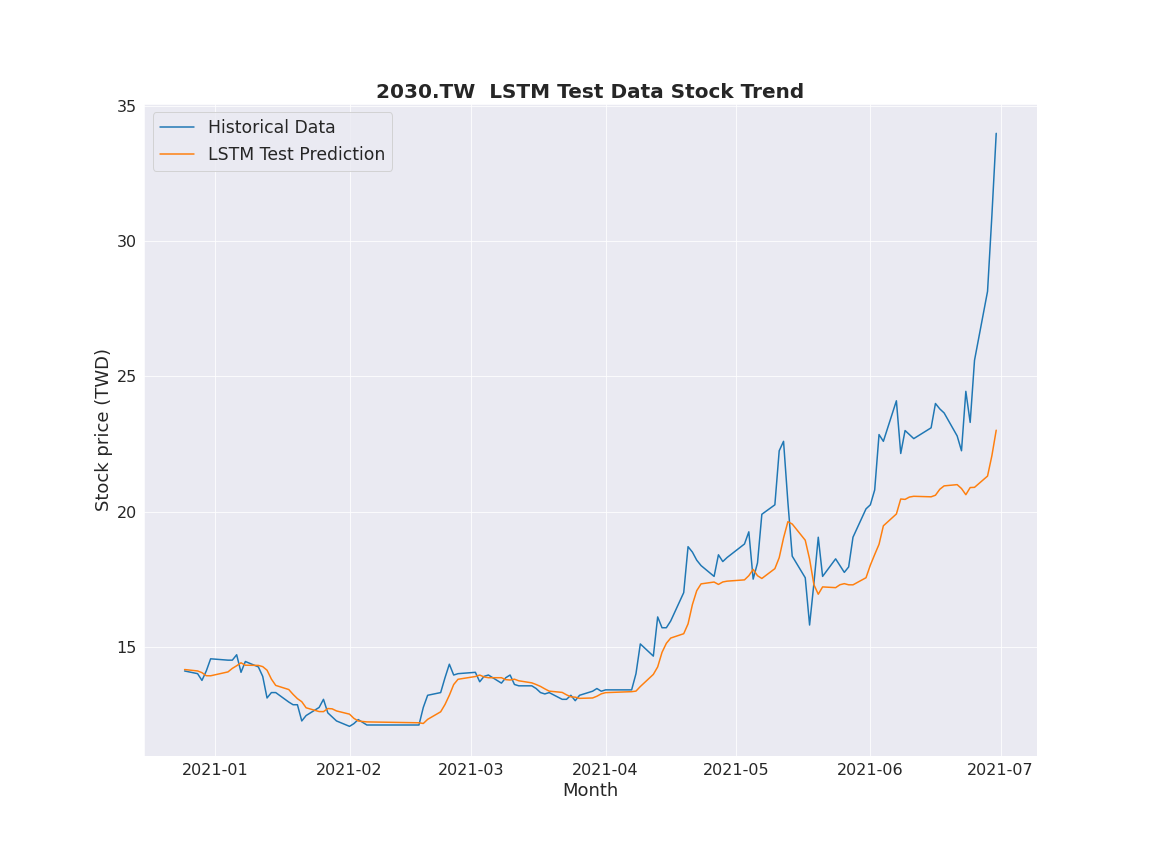 2030.TW  LSTM Test Data Stock Trend
Historical Data
LSTM Test Prediction
Stock price (TWD)
35
30
25
20
15
2021-01 2021-02 2021-03 2021-04 2021-05 2021-06 2021-07
Month